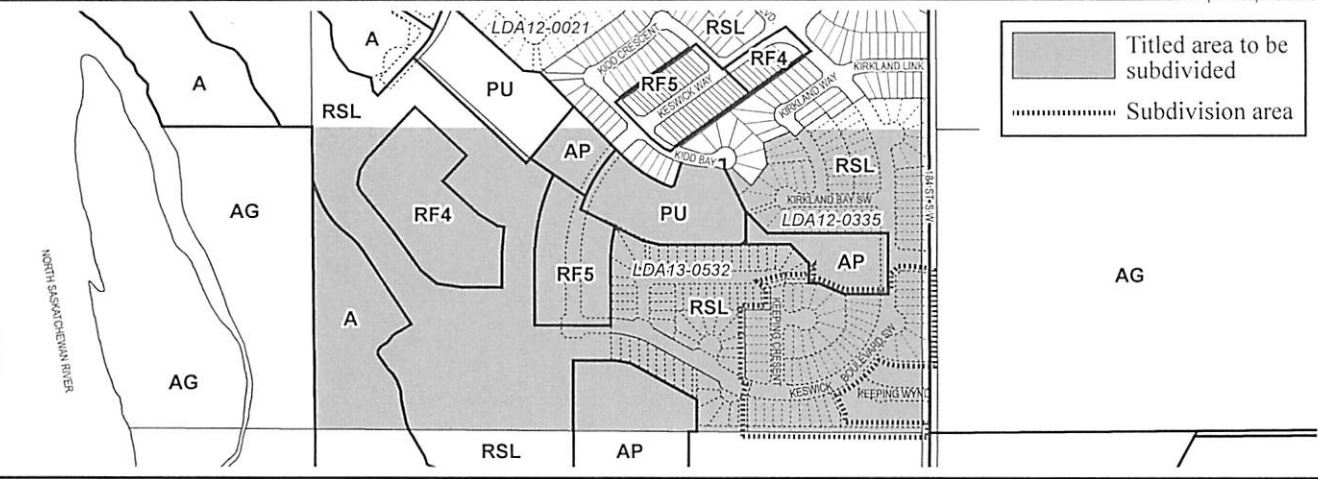 LDA12-0021
RSL
A
KIDD CRESCENT
RF4
Titled area to be
subdivided
KIRKLAND LINK
A
PU
RF5
KESWICK WAY
KIRKLAND WAY
RSL
Subdivision area
AP
KIDD BAY
RSL
184 ST SW
AG
RF4
PU
KIRKLAND BAY SW
LDA12-0335
NORTH SASKATCHEWAN RIVER
RF5
LDA13-0532
AP
AG
A
RSL
KEEPING CRESENT
BOULEVARD SW
AG
KESWICK
KEEPING WYND
RSL
AP